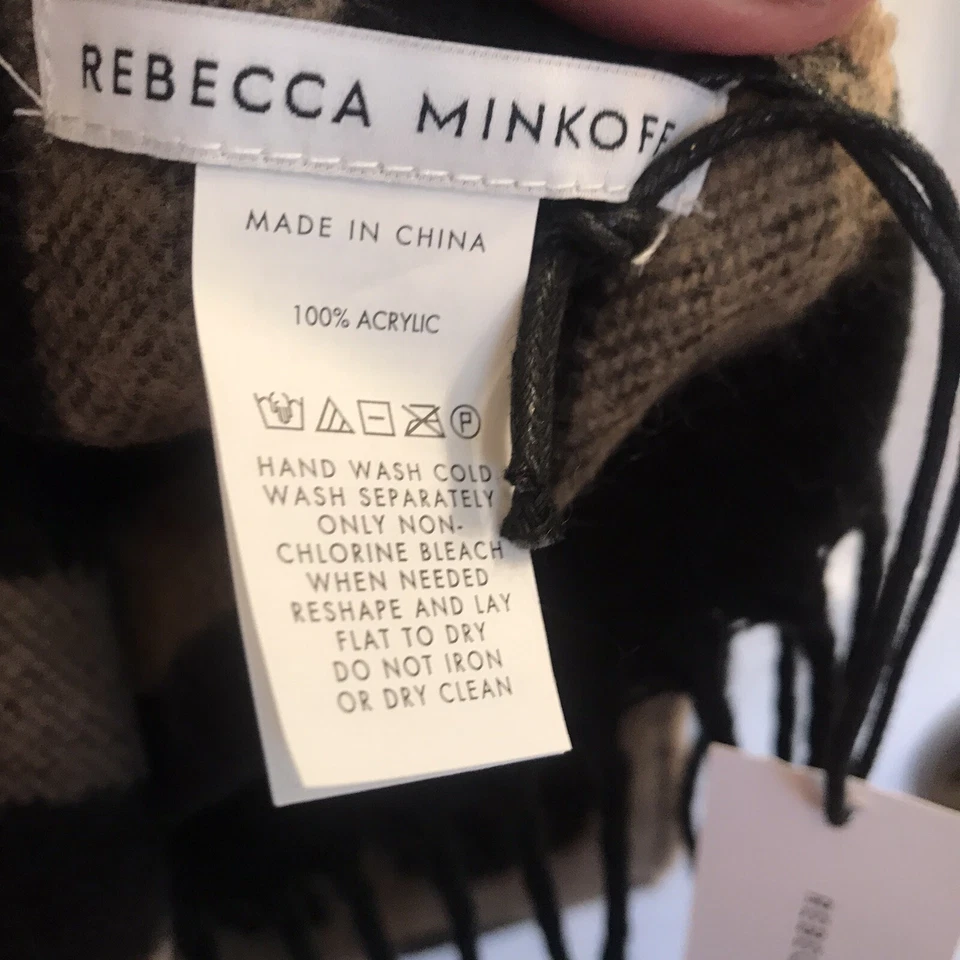 REBECCA MINKOFF
MADE IN CHINA
100% ACRYLIC
P
HAND WASH COLD
WASH SEPARATELY
ONLY NON-
CHLORINE BLEACH
WHEN NEEDED
RESHAPE AND LAY
FLAT TO DRY
DO NOT IRON
OR DRY CLEAN